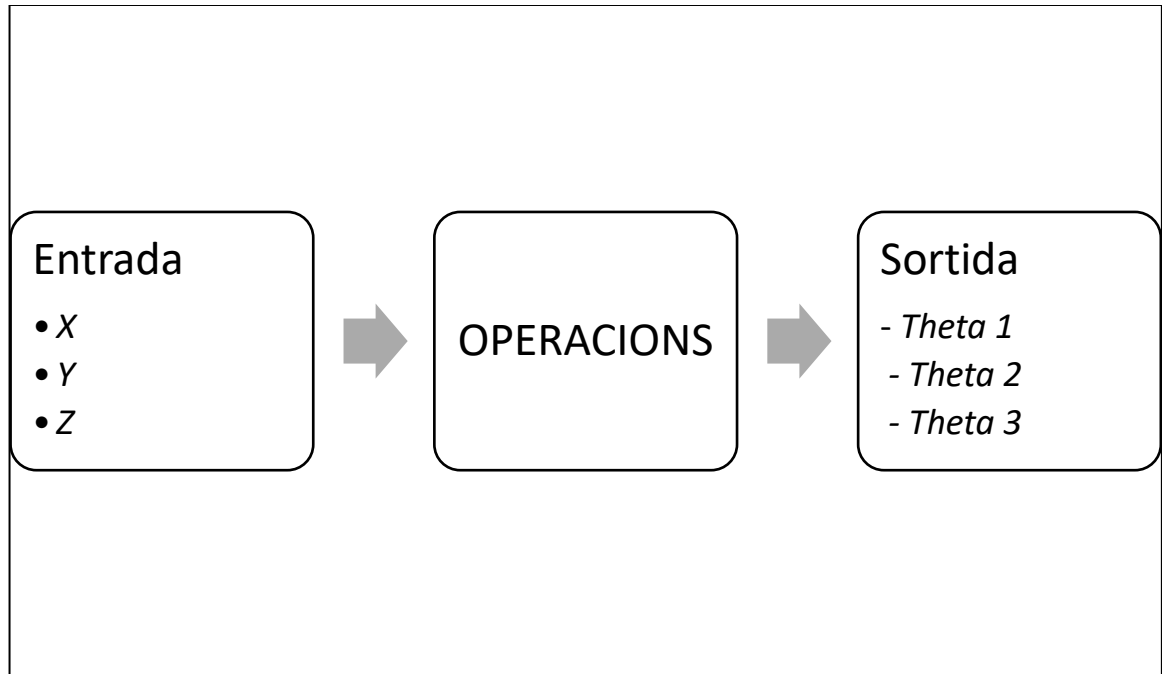 Entrada
• X
• Y
• Z
OPERACIONS
Sortida
- Theta 1
- Theta 2
- Theta 3